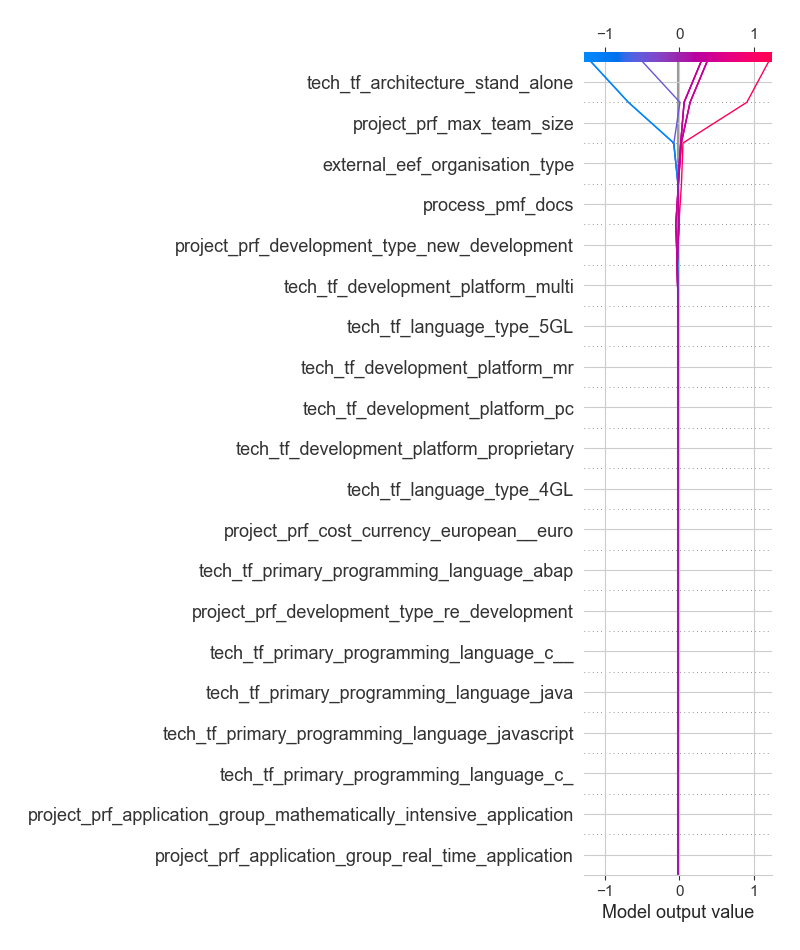 −1 0 1
tech_tf_architecture_stand_alone
project_prf_max_team_size
external_eef_organisation_type
process_pmf_docs
project_prf_development_type_new_development
tech_tf_development_platform_multi
tech_tf_language_type_5GL
tech_tf_development_platform_mr
tech_tf_development_platform_pc
tech_tf_development_platform_proprietary
tech_tf_language_type_4GL
project_prf_cost_currency_european__euro
tech_tf_primary_programming_language_abap
project_prf_development_type_re_development
tech_tf_primary_programming_language_c__
tech_tf_primary_programming_language_java
tech_tf_primary_programming_language_javascript
tech_tf_primary_programming_language_c_
project_prf_application_group_mathematically_intensive_application
project_prf_application_group_real_time_application
−1 0 1
Model output value